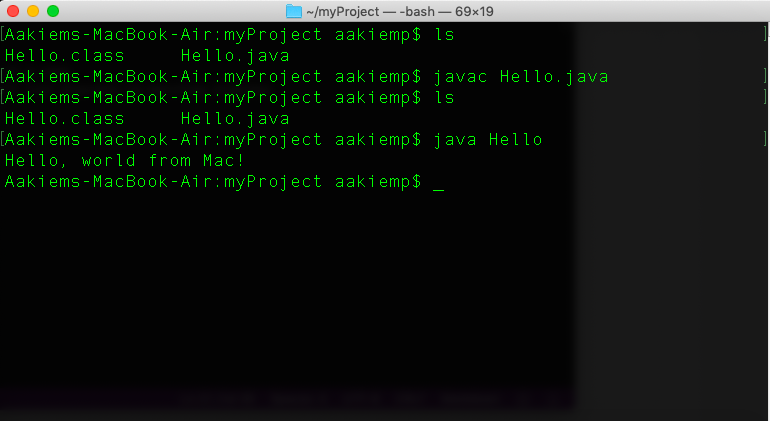 ~/myProject — -bash — 69×19
[Aakiems-MacBook-Air:myProject aakiemp$ ls ]
Hello.class     Hello.java
[Aakiems-MacBook-Air:myProject aakiemp$ javac Hello.java ]
[Aakiems-MacBook-Air:myProject aakiemp$ ls ]
Hello.class     Hello.java
[Aakiems-MacBook-Air:myProject aakiemp$ java Hello ]
Hello, world from Mac!
Aakiems-MacBook-Air:myProject aakiemp$ _